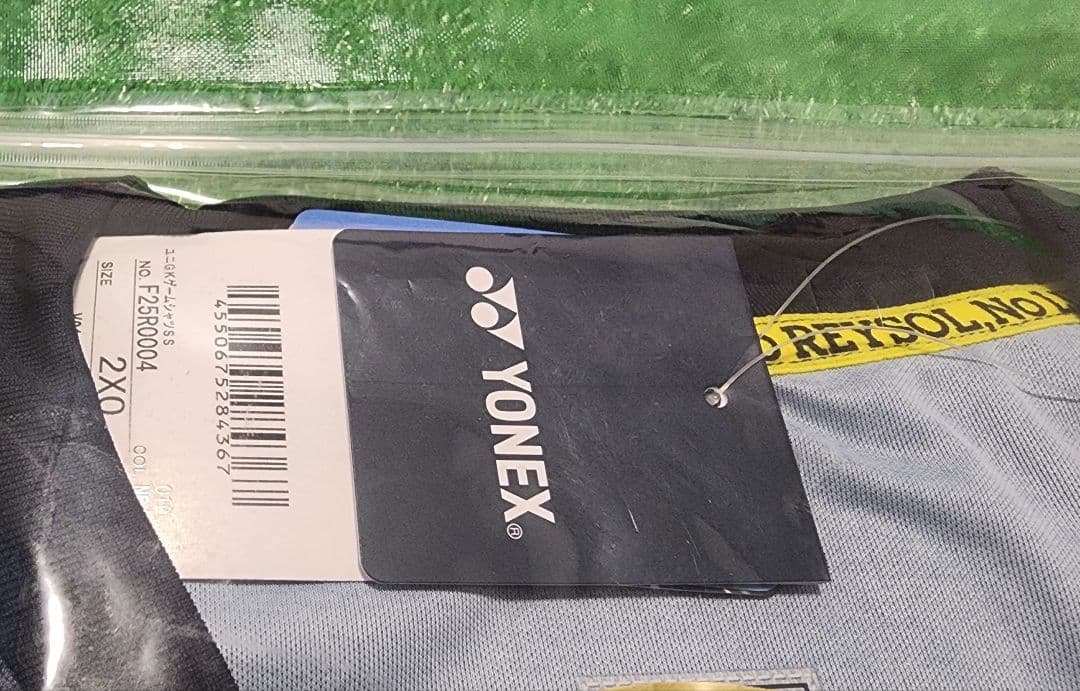 ユニGKゲームシャツSS
NO. F25R0004
COL
SIZE
2XO
4550675284367
YONEX®
REYSOL, NO